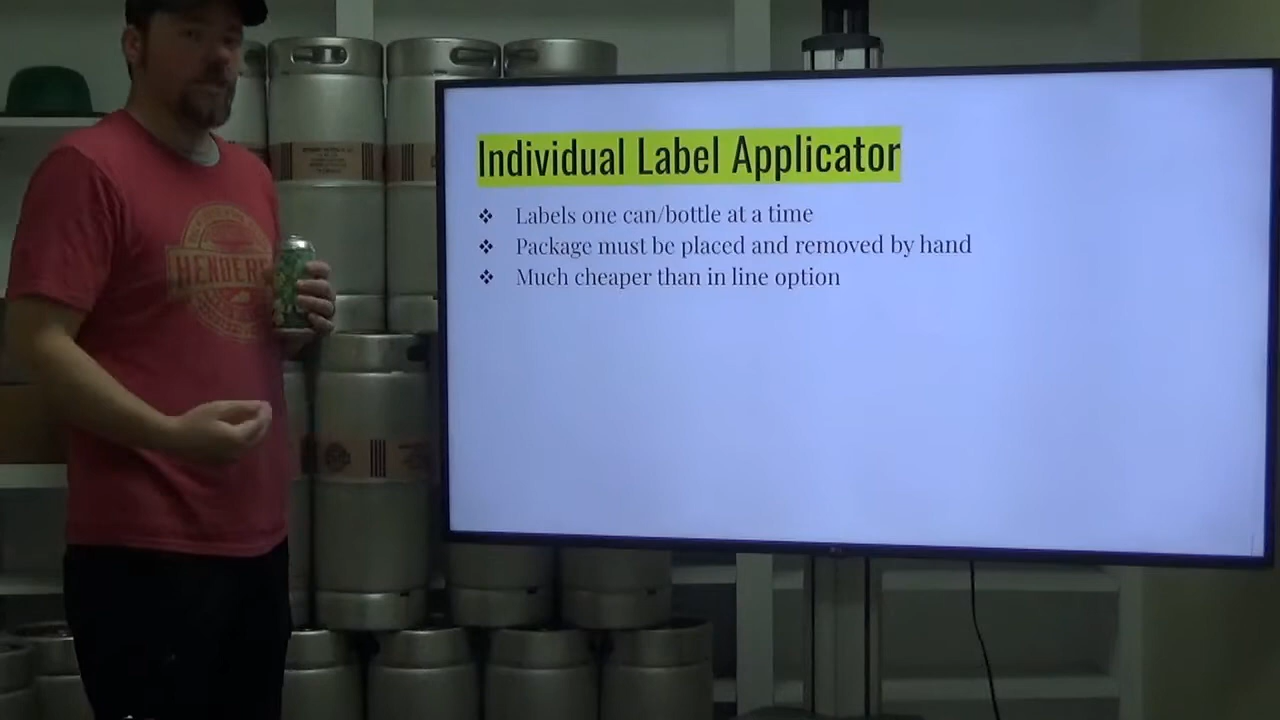 Individual Label Applicator
Labels one can/bottle at a time
Package must be placed and removed by hand
Much cheaper than in line option